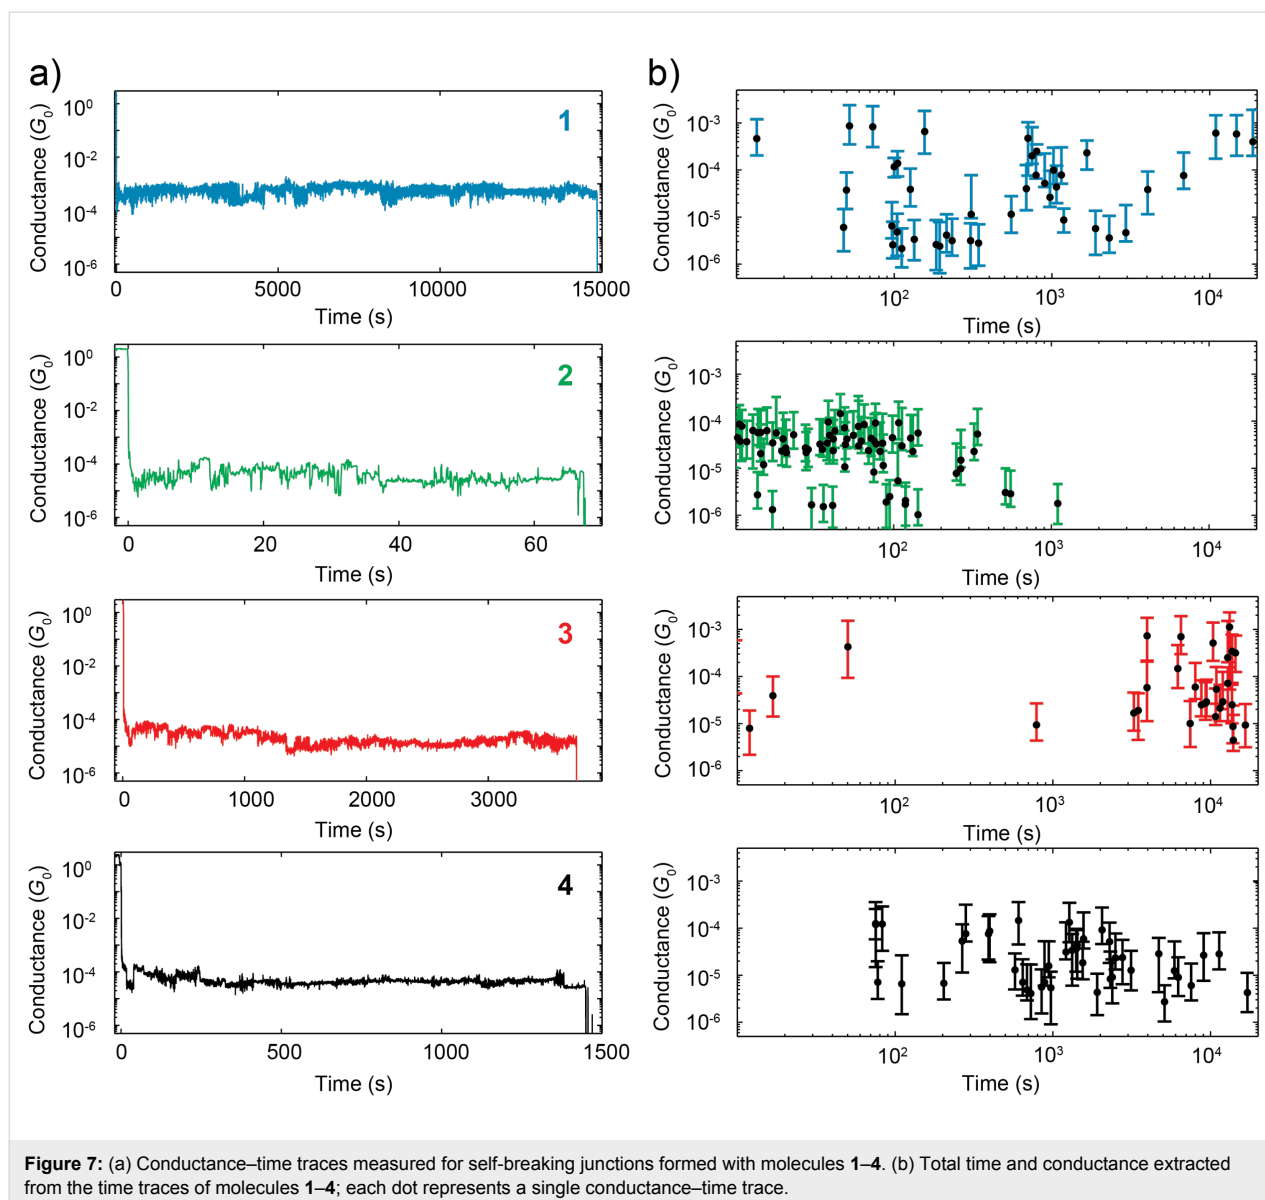 a)
b)
Conductance (G0)
10^0
10^-2
10^-4
10^-6
1
0 5000 10000 15000
Time (s)
Conductance (G0)
10^-3
10^-4
10^-5
10^-6
10^2 10^3 10^4
Time (s)
Conductance (G0)
10^0
10^-2
10^-4
10^-6
2
0 20 40 60
Time (s)
Conductance (G0)
10^-3
10^-4
10^-5
10^-6
10^2 10^3 10^4
Time (s)
Conductance (G0)
10^0
10^-2
10^-4
10^-6
3
0 1000 2000 3000
Time (s)
Conductance (G0)
10^-3
10^-4
10^-5
10^-6
10^2 10^3 10^4
Time (s)
Conductance (G0)
10^0
10^-2
10^-4
10^-6
4
0 500 1000 1500
Time (s)
Conductance (G0)
10^-3
10^-4
10^-5
10^-6
10^2 10^3 10^4
Time (s)
Figure 7: (a) Conductance–time traces measured for self-breaking junctions formed with molecules 1–4. (b) Total time and conductance extracted
from the time traces of molecules 1–4; each dot represents a single conductance–time trace.